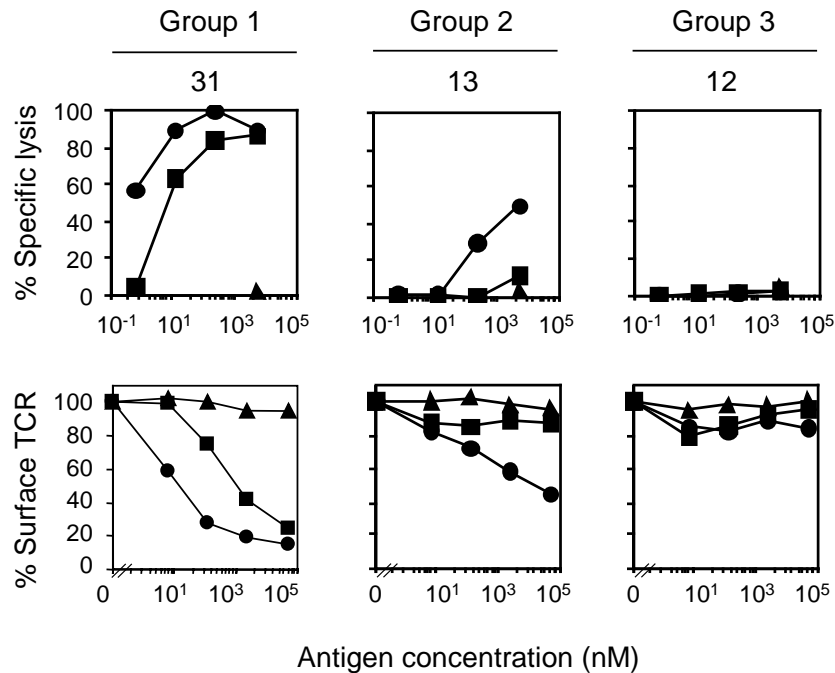 Group 1 Group 2 Group 3
31 13 12
% Specific lysis
100
80
60
40
20
0
10-1 101 103 105 10-1 101 103 105 10-1 101 103 105
% Surface TCR
100
80
60
40
20
0
0 101 103 105 0 101 103 105 0 101 103 105
Antigen concentration (nM)